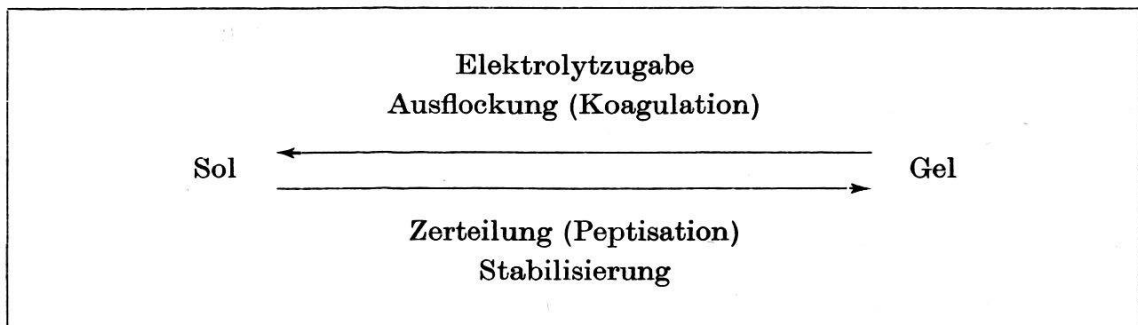 Elektrolytzugabe
Ausflockung (Koagulation)
Sol
Gel
Zerteilung (Peptisation)
Stabilisierung